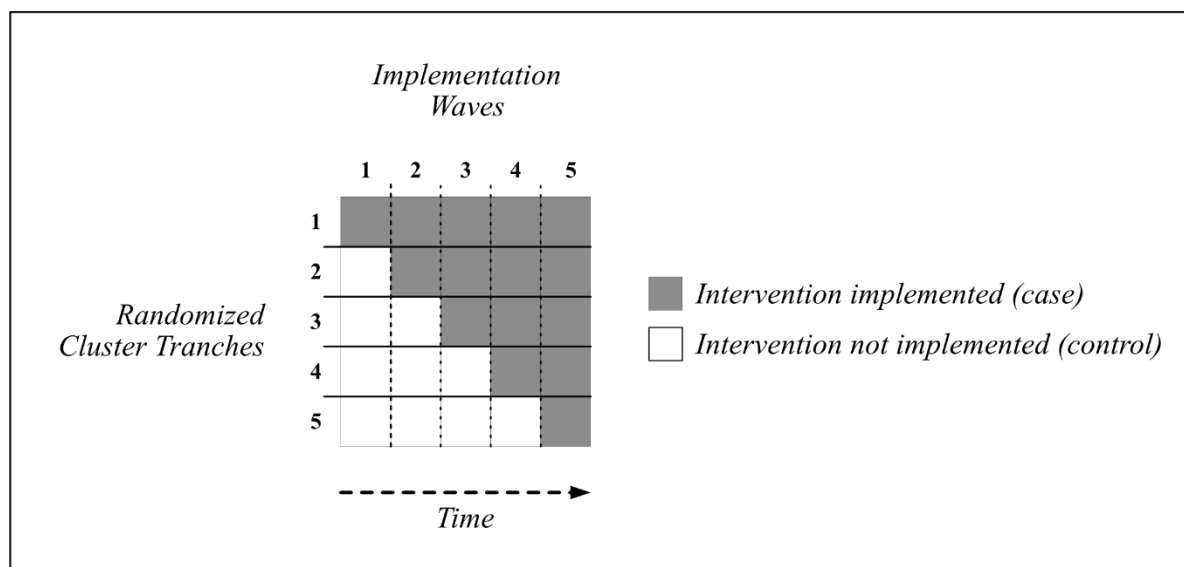 Implementation
Waves
1 2 3 4 5
1
2
3
4
5
Randomized
Cluster Tranches
Intervention implemented (case)
Intervention not implemented (control)
Time